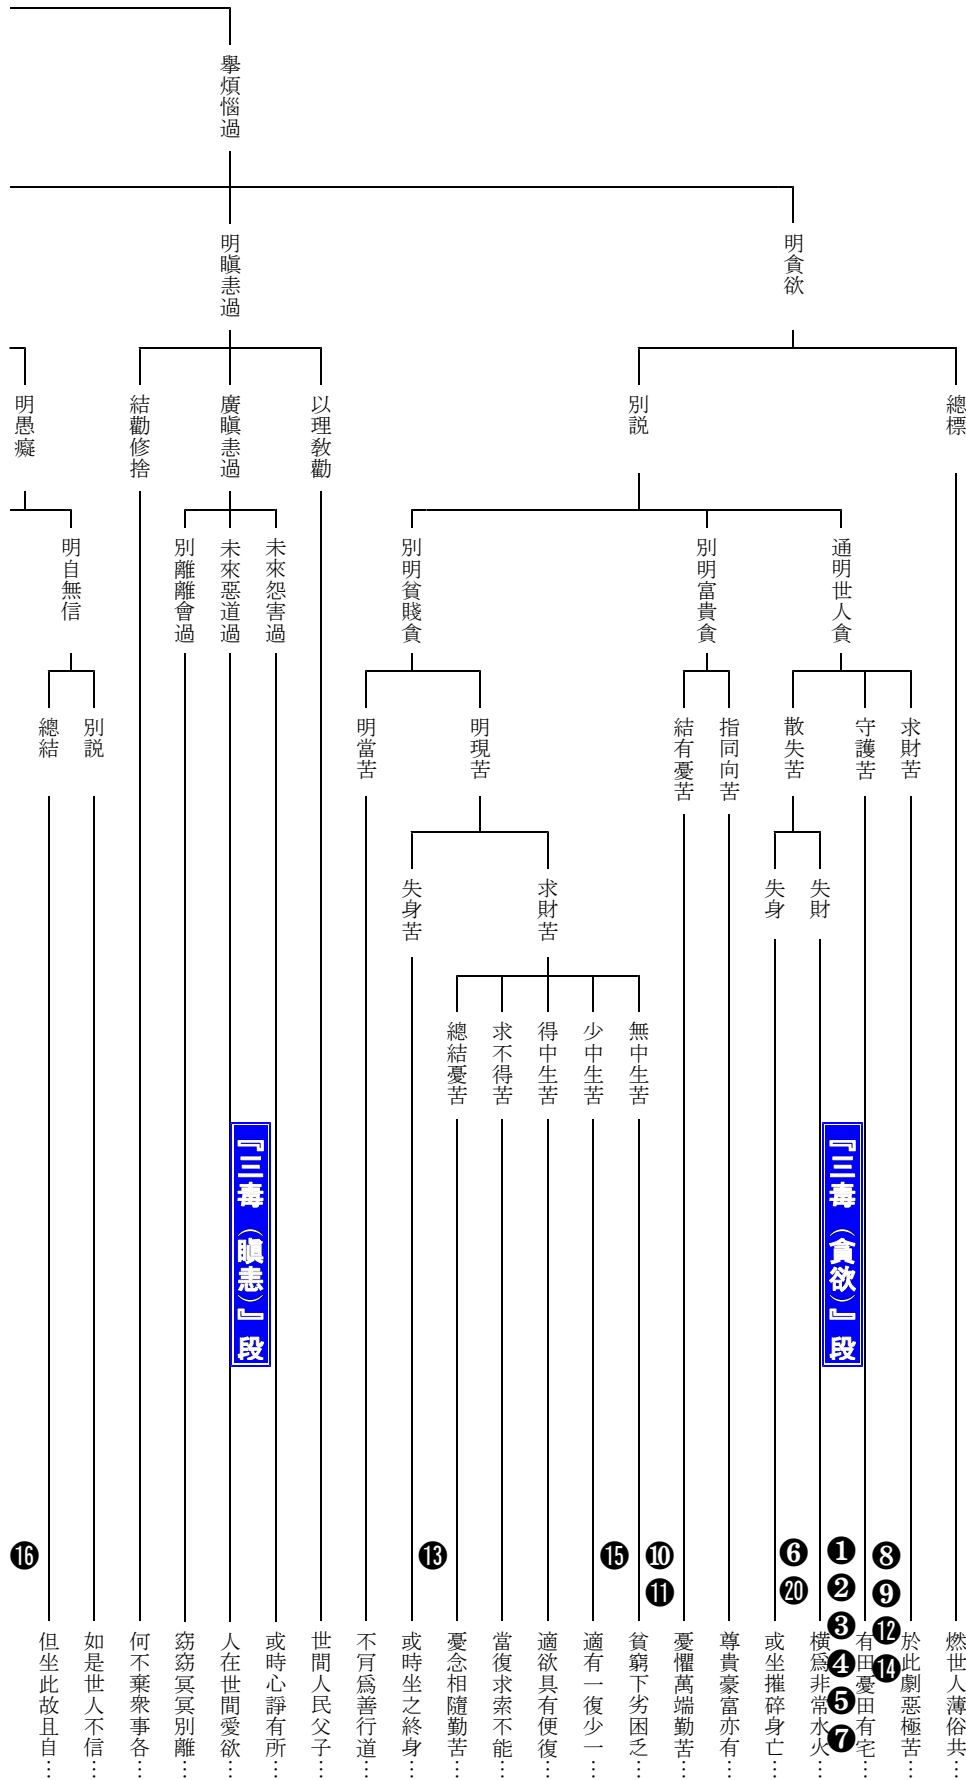 擧煩惱過
明貪欲
明瞋恚過
總標
別説
以理教勸
廣瞋恚過
結勸修捨
明愚癡
通明世人貪
別明富貴貪
別明貧賤貪
未來怨害過
未來惡道過
別離離會過
明自無信
求財苦
守護苦
散失苦
指同向苦
結有憂苦
明現苦
明當苦
別説
總結
失財
失身
求財苦
失身苦
無中生苦
少中生苦
得中生苦
求不得苦
總結憂苦
『三毒（貪欲）』段
『三毒（瞋恚）』段
❽❾⓬⓮
❶❷❸❹❺❼
❻⓴
❿⓫
⓯
⓭
⓰
燃世人薄俗共…
於此劇惡極苦…
有田憂田有宅…
橫爲非常水火…
或坐摧碎身亡…
尊貴豪富亦有…
憂懼萬端勤苦…
貧窮下劣困乏…
適有一復少一…
適欲具有便復…
當復求索不能…
憂念相隨勤苦…
或時坐之終身…
不肯爲善行道…
世間人民父子…
或時心諍有所…
人在世間愛欲…
窈窈冥冥別離…
何不棄衆事各…
如是世人不信…
但坐此故且自…